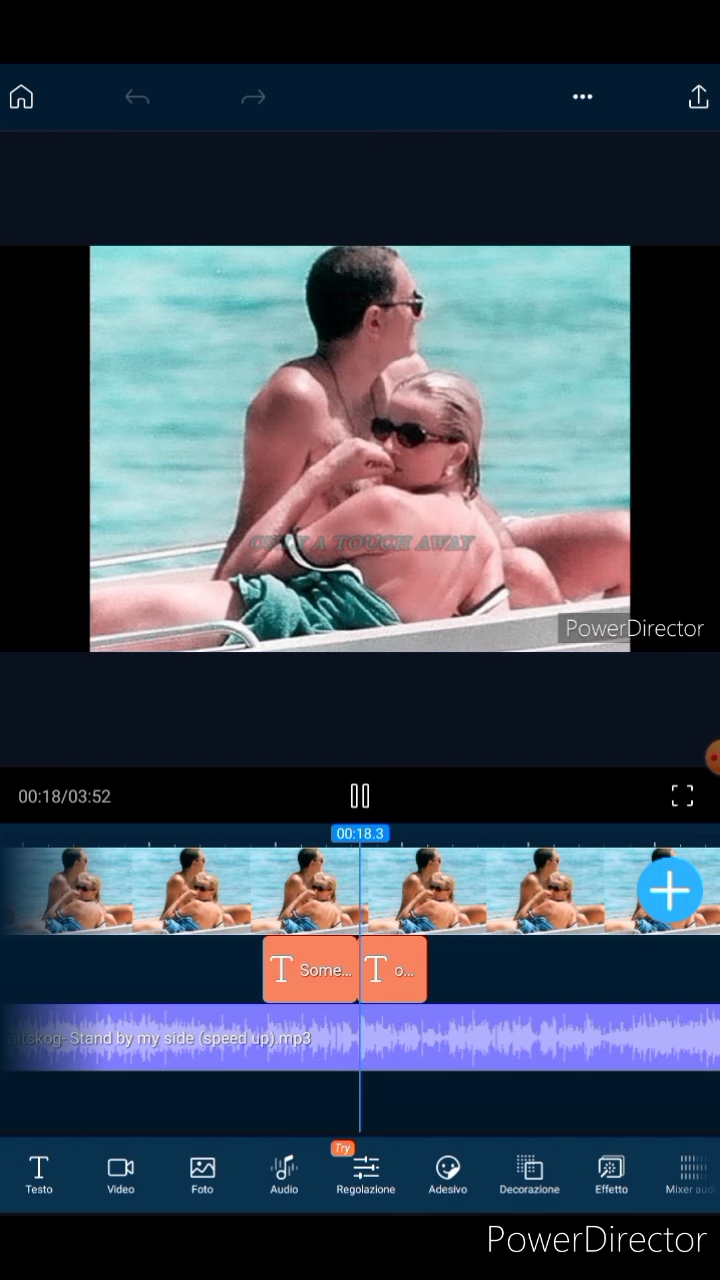 ONLY A TOUCH AWAY
PowerDirector
00:18/03:52
00:18.3
Some...
o...
altskog- Stand by my side (speed up).mp3
Try
Testo
Video
Foto
Audio
Regolazione
Adesivo
Decorazione
Effetto
Mixer audi
PowerDirector